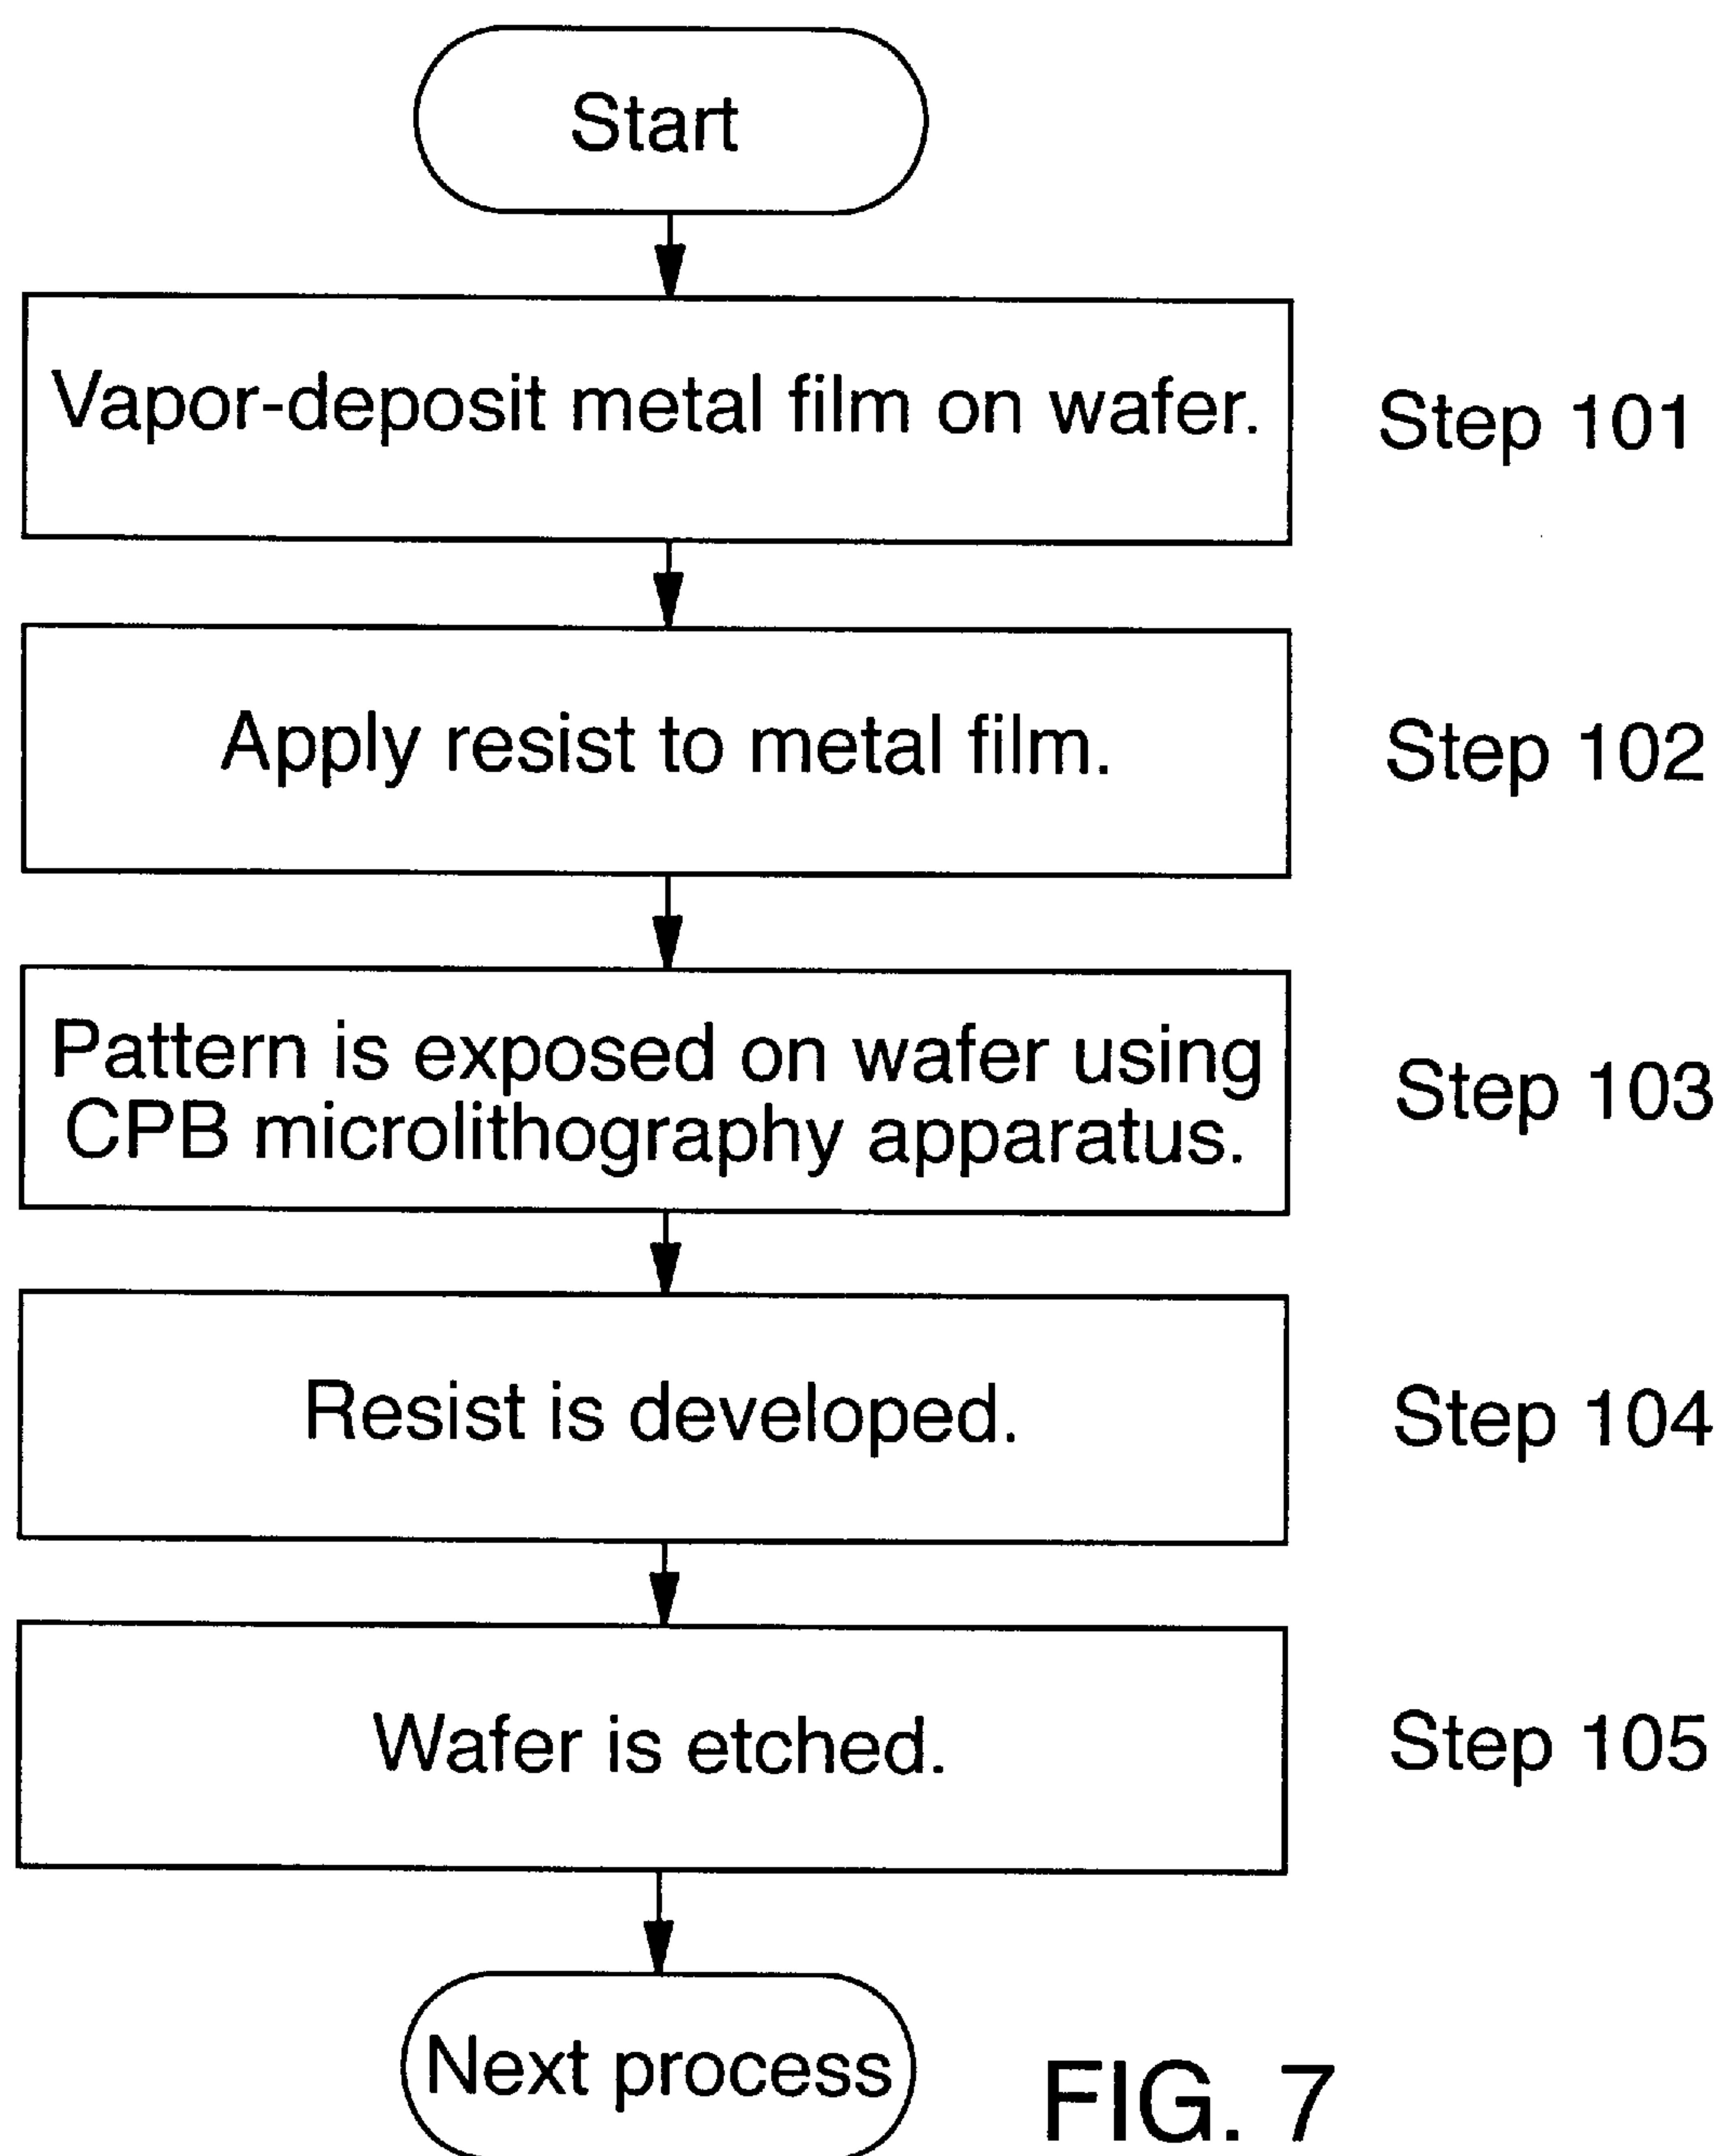 Start
Vapor-deposit metal film on wafer.
Step 101
Apply resist to metal film.
Step 102
Pattern is exposed on wafer using
CPB microlithography apparatus.
Step 103
Resist is developed.
Step 104
Wafer is etched.
Step 105
Next process
FIG. 7